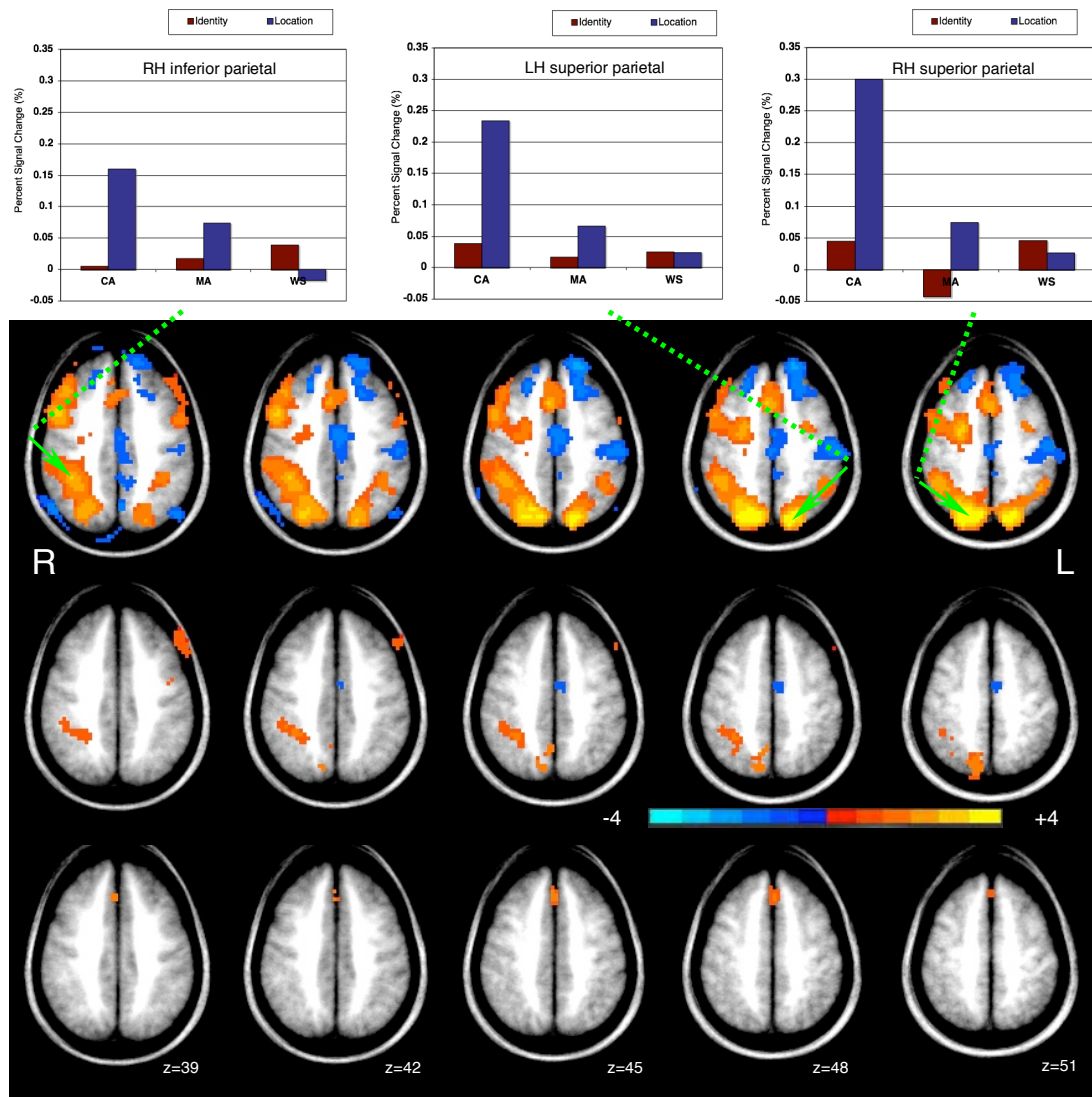 Identity Location
Identity Location
Identity Location
RH inferior parietal
Percent Signal Change (%)
0.35
0.3
0.25
0.2
0.15
0.1
0.05
0
-0.05
CA MA WS
LH superior parietal
Percent Signal Change (%)
0.35
0.3
0.25
0.2
0.15
0.1
0.05
0
-0.05
CA MA WS
RH superior parietal
Percent Signal Change (%)
0.35
0.3
0.25
0.2
0.15
0.1
0.05
0
-0.05
CA MA WS
R L
-4 +4
z=39 z=42 z=45 z=48 z=51